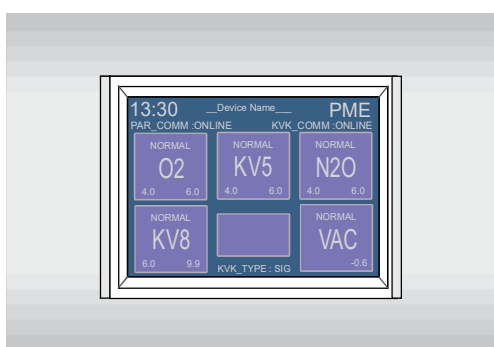 13:30 __Device Name___ PME
PAR_COMM :ONLINE KVK_COMM :ONLINE
NORMAL NORMAL NORMAL
O2 KV5 N2O
4.0 6.0 4.0 6.0 4.0 6.0
NORMAL NORMAL
KV8 VAC
6.0 9.9 -0.6
KVK_TYPE : SIG